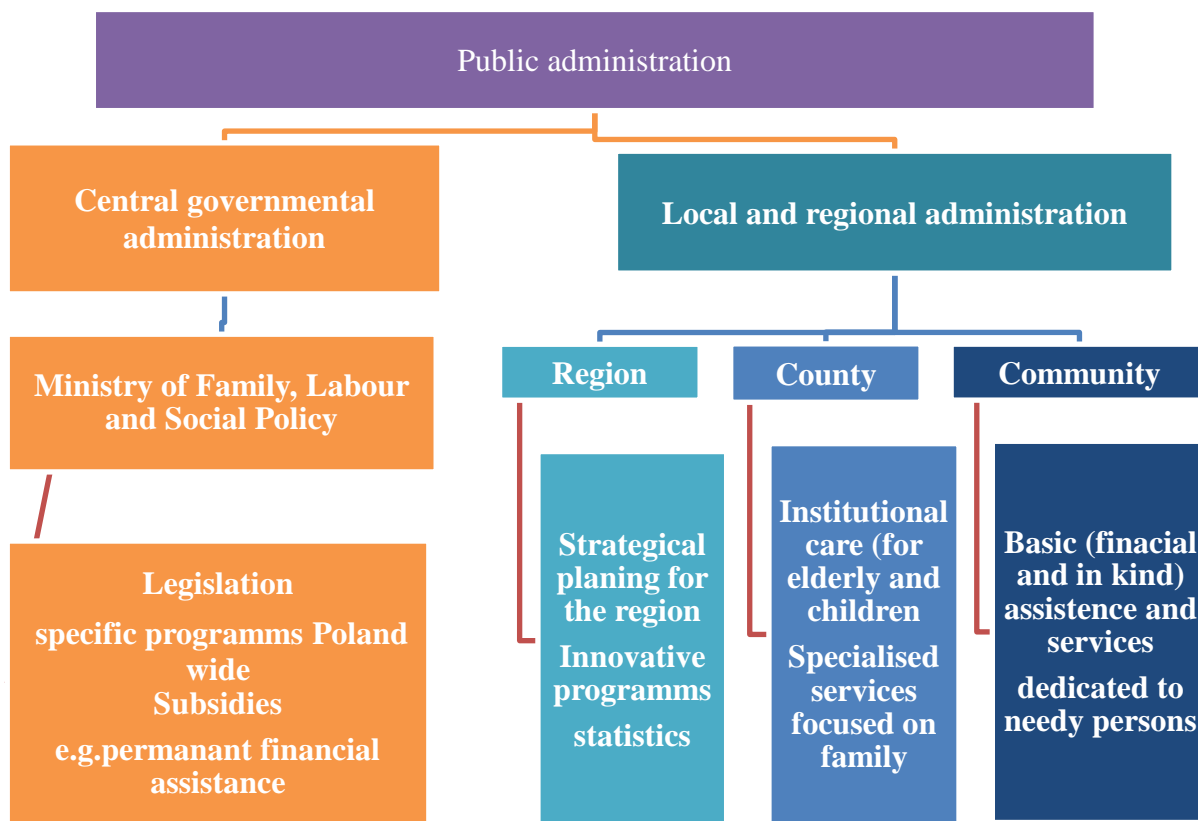 Public administration
Central governmental
administration
Local and regional administration
Ministry of Family, Labour
and Social Policy
Region
County
Community
Legislation
specific programms Poland
wide
Subsidies
e.g.permanant financial
assistance
Strategical
planing for
the region
Innovative
programms
statistics
Institutional
care (for
elderly and
children
Specialised
services
focused on
family
Basic (finacial
and in kind)
assistence and
services
dedicated to
needy persons